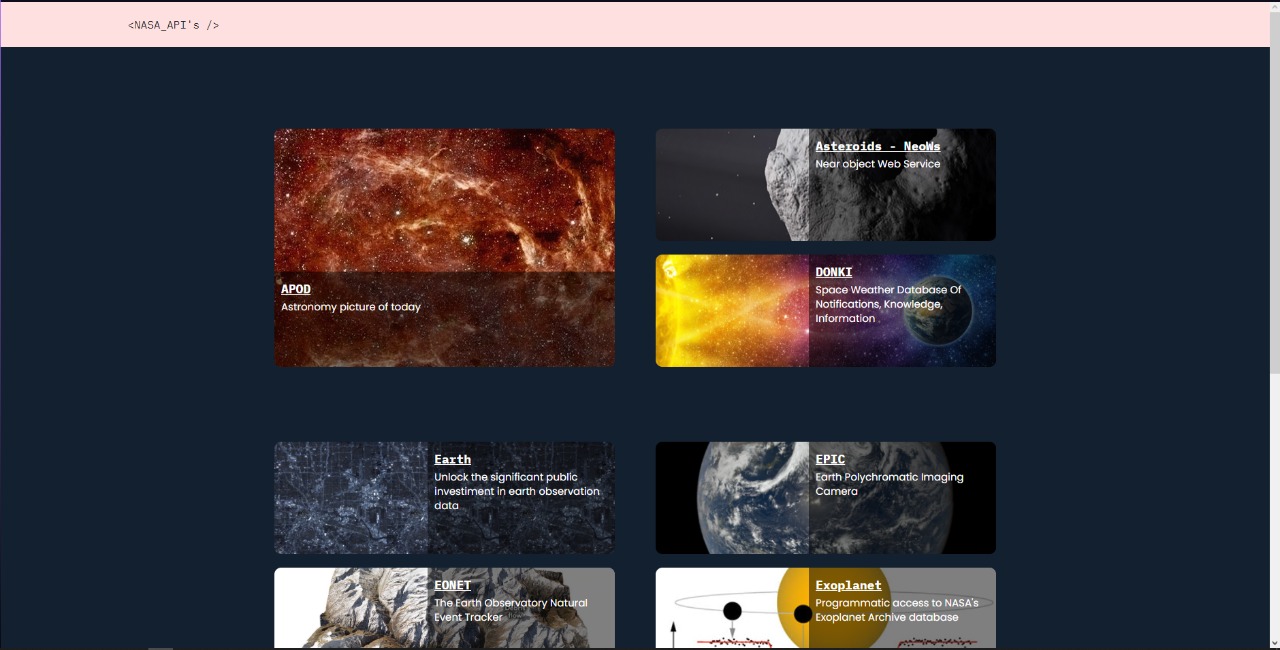 <NASA_API's />
APOD
Astronomy picture of today
Asteroids - NeoWs
Near object Web Service
DONKI
Space Weather Database Of
Notifications, Knowledge,
Information
Earth
Unlock the significant public
investiment in earth observation
data
EPIC
Earth Polychromatic Imaging
Camera
EONET
The Earth Observatory Natural
Event Tracker
Exoplanet
Programmatic access to NASA's
Exoplanet Archive database